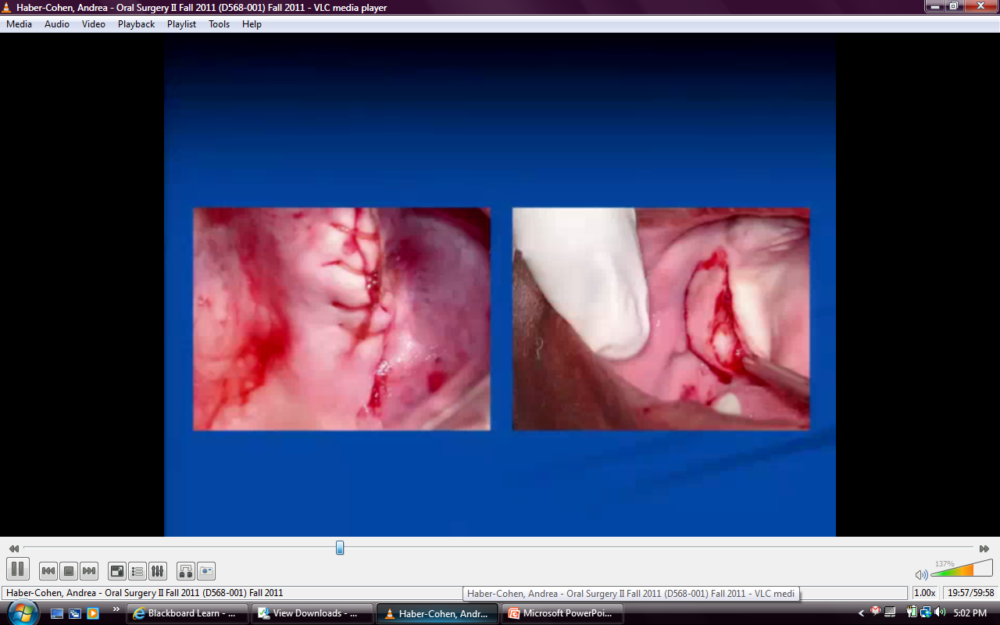 Haber-Cohen, Andrea - Oral Surgery II Fall 2011 (D568-001) Fall 2011 - VLC media player
Media Audio Video Playback Playlist Tools Help
137%
Haber-Cohen, Andrea - Oral Surgery II Fall 2011 (D568-001) Fall 2011
Haber-Cohen, Andrea - Oral Surgery II Fall 2011 (D568-001) Fall 2011 - VLC medi
1.00x
19:57/59:58
Blackboard Learn - ...
View Downloads - ...
Haber-Cohen, Andr...
Microsoft PowerPoi...
5:02 PM